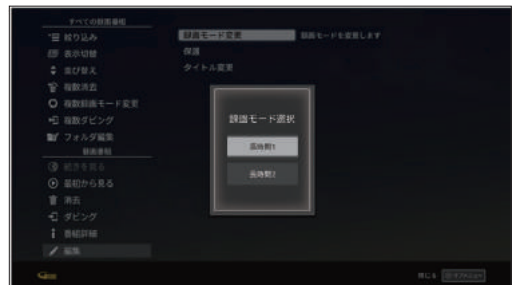 すべての録画番組
絞り込み
表示切替
並び替え
複数消去
複数録画モード変更
複数ダビング
フォルダ編集
録画番組
続きを見る
最初から見る
消去
ダビング
番組詳細
編集
録画モード変更
録画モードを変更します
保護
タイトル変更
録画モード選択
長時間1
長時間2
閉じる
サブメニュー